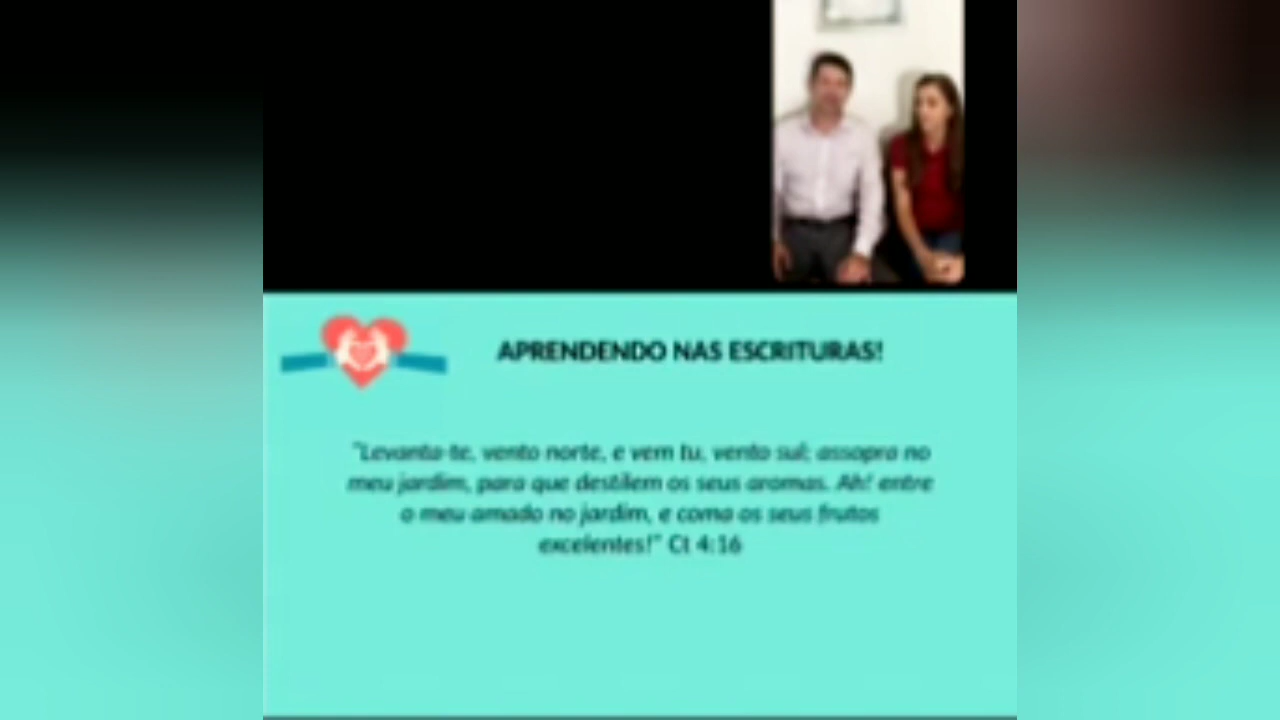 APRENDENDO NAS ESCRITURAS!
"Levanta-te, vento norte, e vem tu, vento sul; assopra no
meu jardim, para que destilem os seus aromas. Ah! entre
o meu amado no jardim, e coma os seus frutos
excelentes!" Ct 4:16